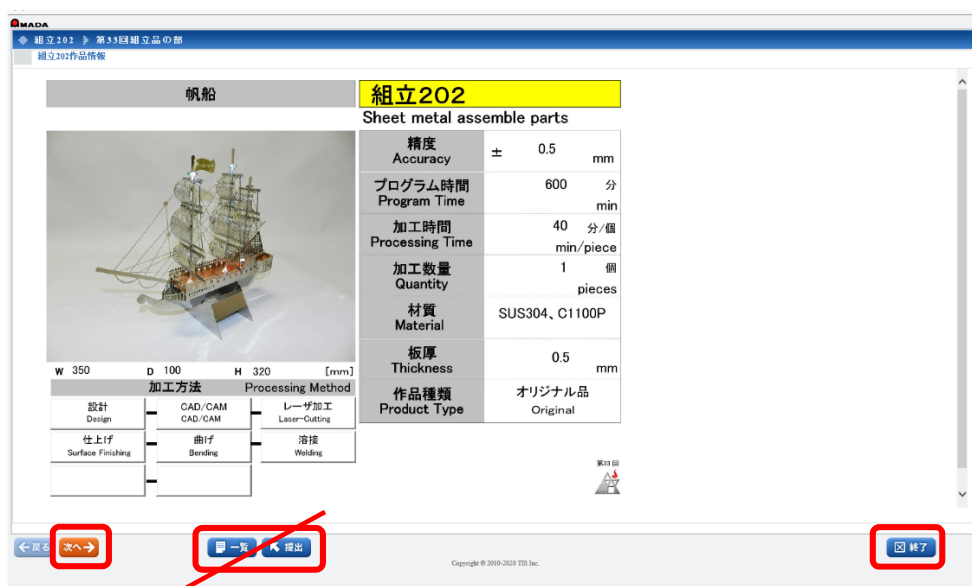 AMADA
組立202 》 第33回組立品の部
組立202作品情報
帆船
組立202
Sheet metal assemble parts
精度
Accuracy
± 0.5 mm
プログラム時間
Program Time
600 分
min
加工時間
Processing Time
40 分/個
min/piece
加工数量
Quantity
1 個
pieces
材質
Material
SUS304、C1100P
板厚
Thickness
0.5 mm
作品種類
Product Type
オリジナル品
Original
W 350 D 100 H 320 [mm]
加工方法 Processing Method
設計
Design
CAD/CAM
CAD/CAM
レーザ加工
Laser-Cutting
仕上げ
Surface Finishing
曲げ
Bending
溶接
Welding
第33回
戻る
次へ
一覧
提出
終了
Copyright © 2010-2020 TIS Inc.